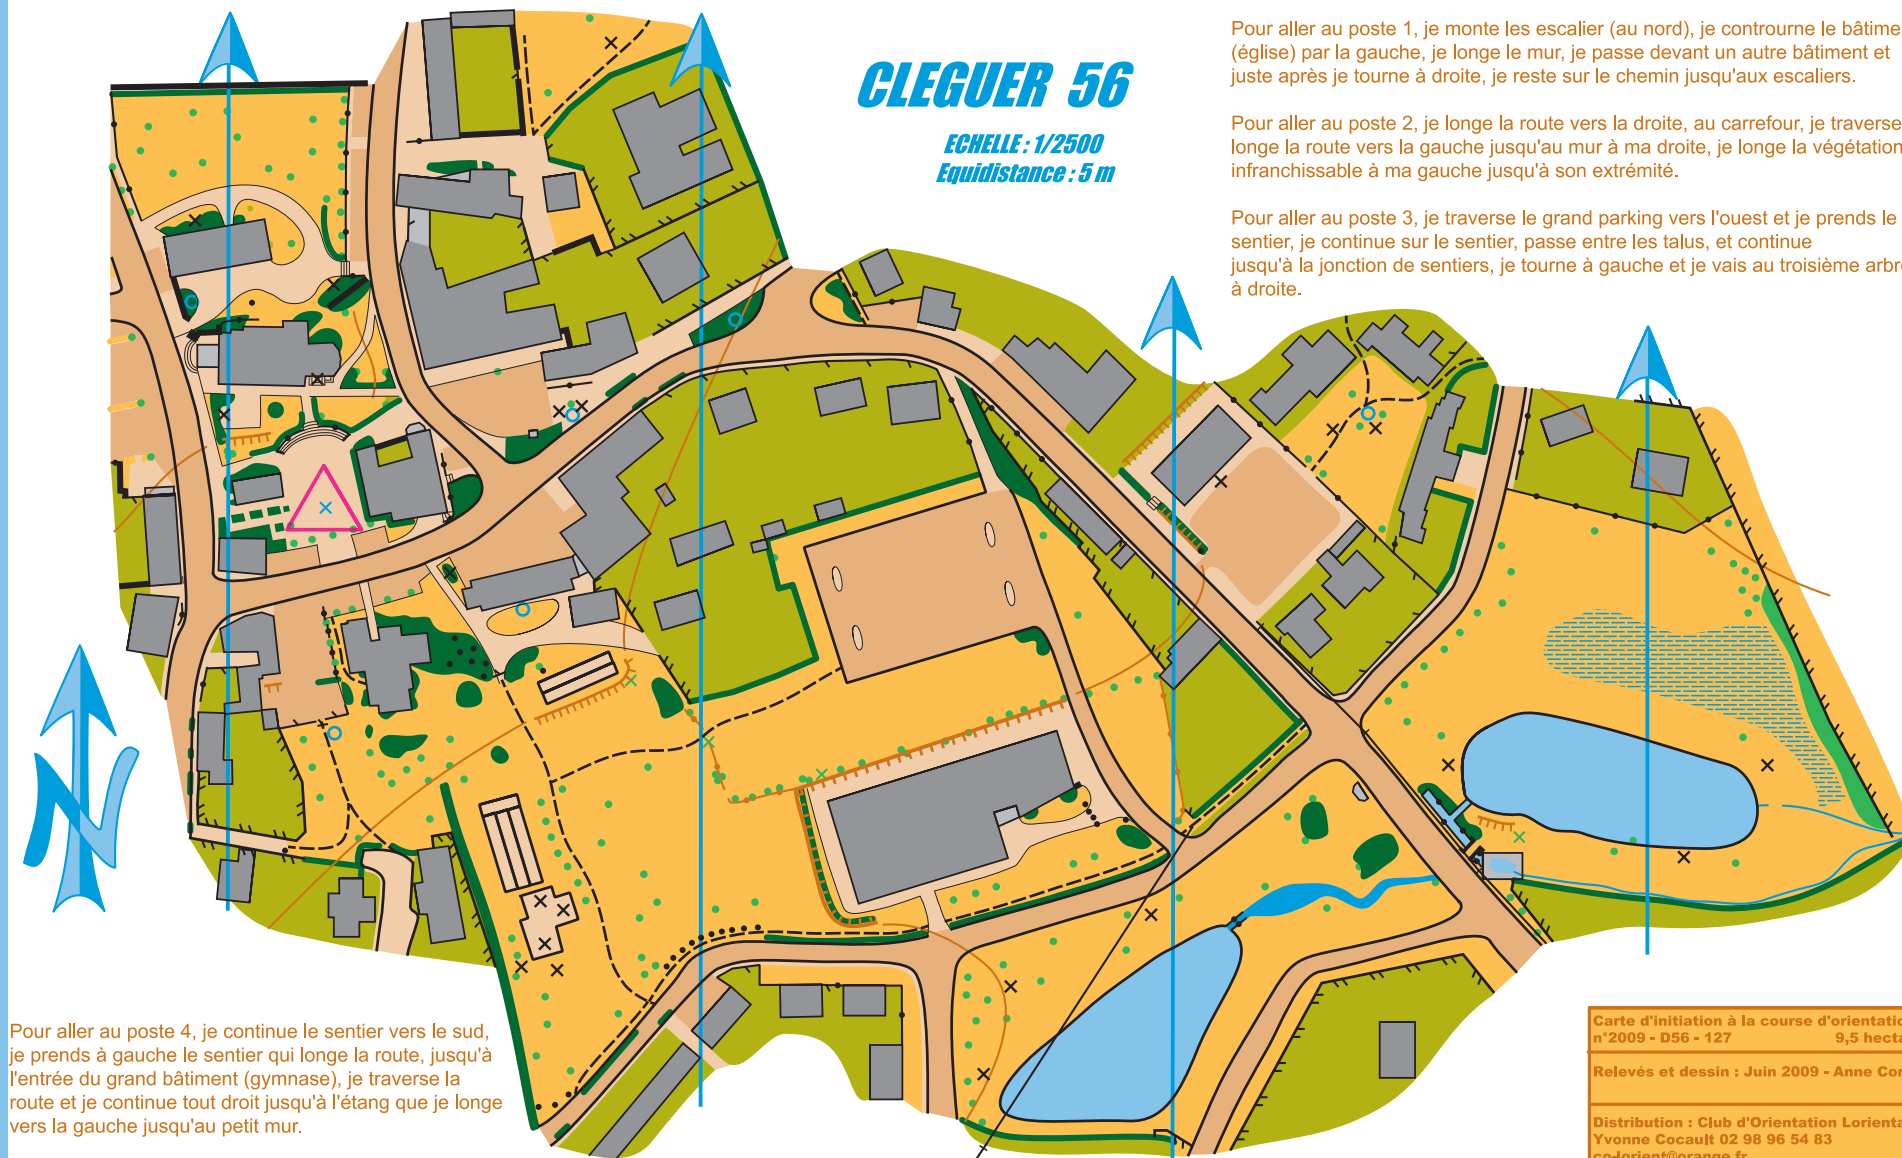 CLEGUER 56
ECHELLE : 1/2500
Equidistance : 5 m
Pour aller au poste 1, je monte les escalier (au nord), je controurne le bâtime
(église) par la gauche, je longe le mur, je passe devant un autre bâtiment et
juste après je tourne à droite, je reste sur le chemin jusqu'aux escaliers.
Pour aller au poste 2, je longe la route vers la droite, au carrefour, je traverse
longe la route vers la gauche jusqu'au mur à ma droite, je longe la végétation
infranchissable à ma gauche jusqu'à son extrémité.
Pour aller au poste 3, je traverse le grand parking vers l'ouest et je prends le
sentier, je continue sur le sentier, passe entre les talus, et continue
jusqu'à la jonction de sentiers, je tourne à gauche et je vais au troisième arbr
à droite.
N
Pour aller au poste 4, je continue le sentier vers le sud,
je prends à gauche le sentier qui longe la route, jusqu'à
l'entrée du grand bâtiment (gymnase), je traverse la
route et je continue tout droit jusqu'à l'étang que je longe
vers la gauche jusqu'au petit mur.
Carte d'initiation à la course d'orientatio
n°2009 - D56 - 127 9,5 hecta
Relevés et dessin : Juin 2009 - Anne Cor
Distribution : Club d'Orientation Lorienta
Yvonne Cocault 02 98 96 54 83
co-lorient@orange.fr